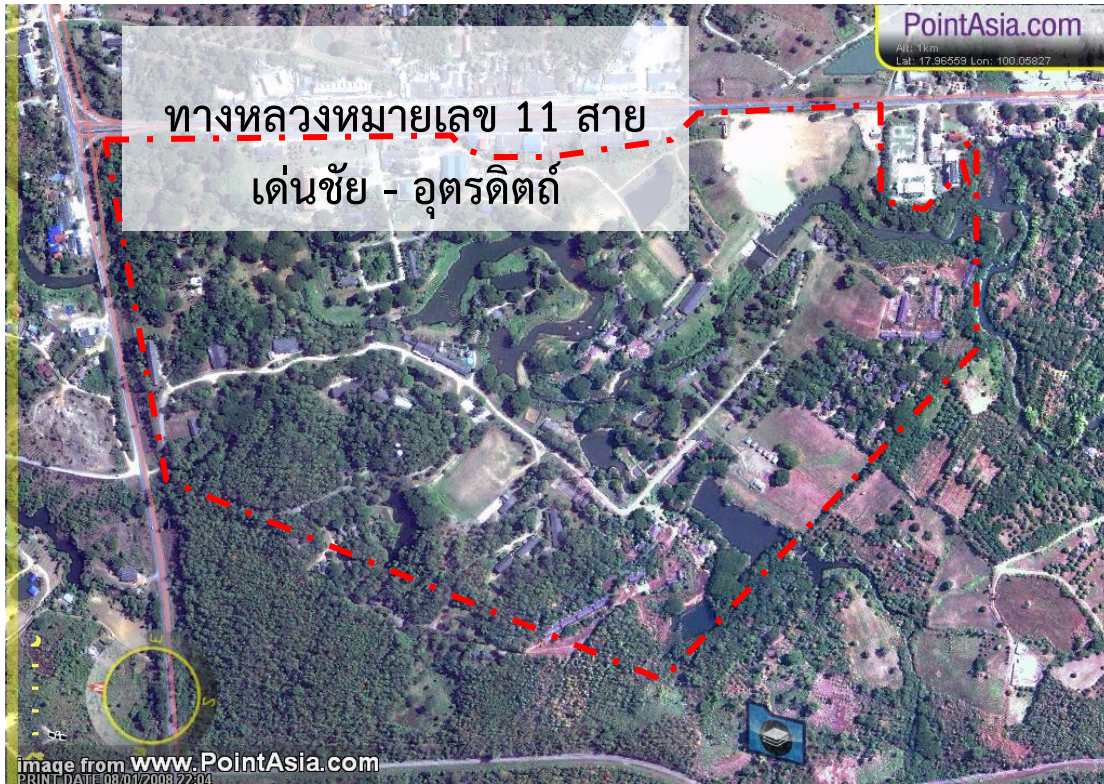 PointAsia.com
Alt: 1km
Lat: 17.96559 Lon: 100.05827
ทางหลวงหมายเลข 11 สาย
เด่นชัย - อุตรดิตถ์
E
S
image from www.PointAsia.com
PRINT DATE 08/01/2008 22:04